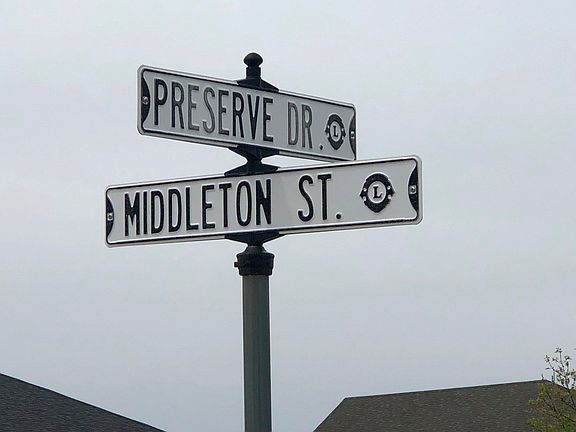 PRESERVE DR. L
MIDDLETON ST. L